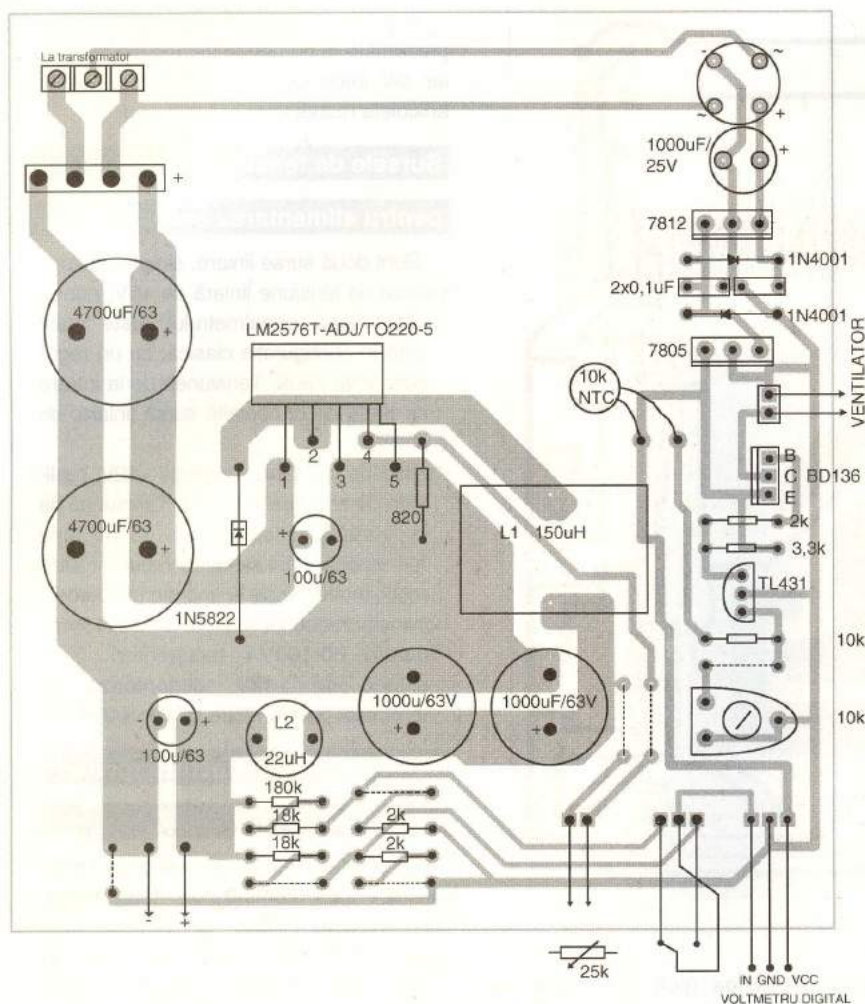 La transformator
- ~
~ +
+
1000uF/
25V
+
7812
1N4001
2x0,1uF
1N4001
7805
4700uF/63
+
LM2576T-ADJ/TO220-5
10k
NTC
VENTILATOR
1 2 3 4 5
B
C BD136
E
4700uF/63
+
+
100u/63
820
L1 150uH
2k
3,3k
TL431
1N5822
10k
1000u/63V
+
1000uF/63V
+
10k
- +
100u/63
L2
22uH
180k
18k
2k
18k
2k
- +
25k
IN GND VCC
VOLTMETRU DIGITAL